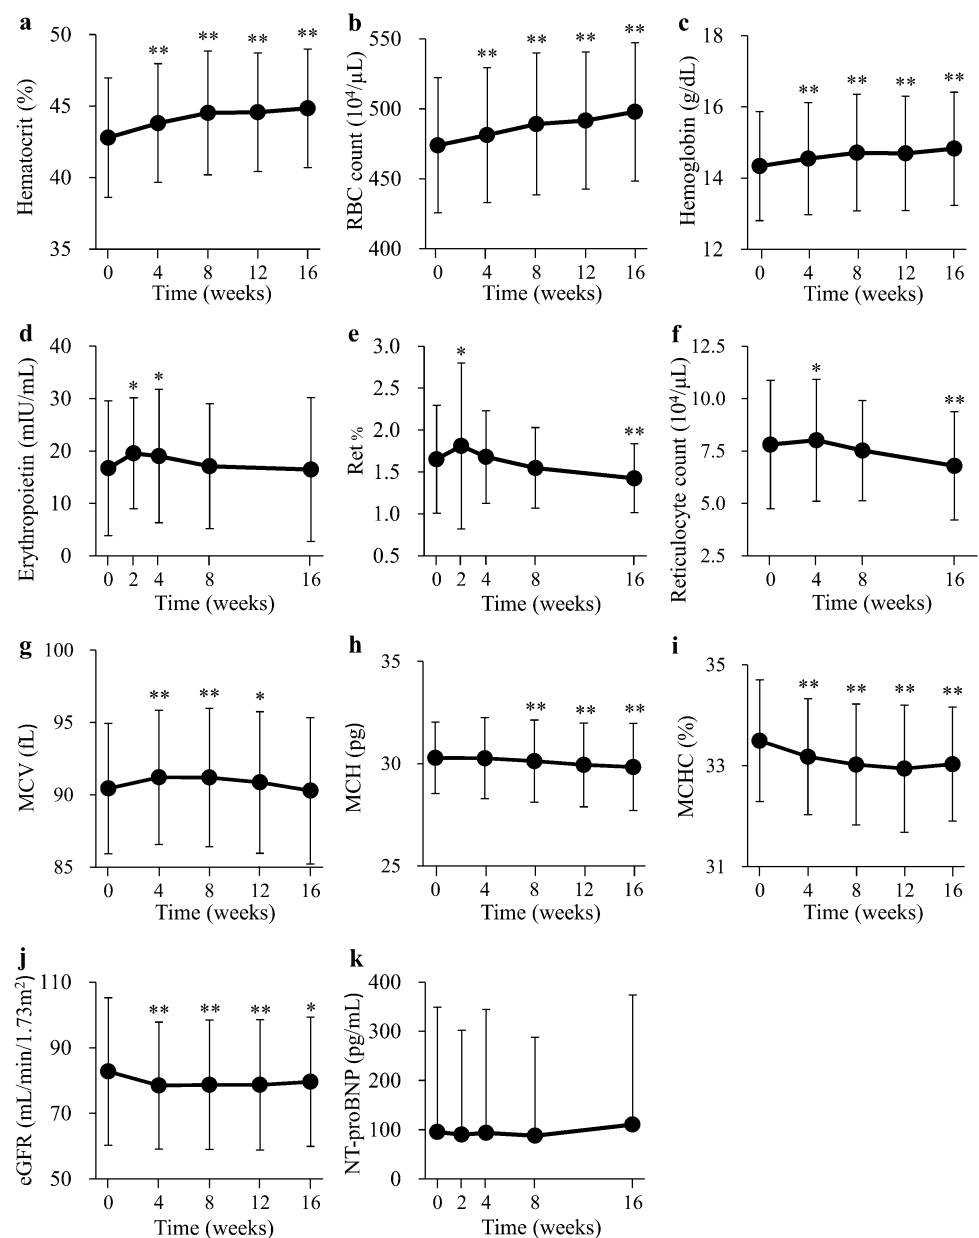 a
Hematocrit (%)
50
45
40
35
** ** ** **
0 4 8 12 16
Time (weeks)
b
RBC count (10⁴/μL)
550
500
450
400
** ** ** **
0 4 8 12 16
Time (weeks)
c
Hemoglobin (g/dL)
18
16
14
12
** ** ** **
0 4 8 12 16
Time (weeks)
d
Erythropoietin (mIU/mL)
40
30
20
10
0
* *
0 2 4 8 16
Time (weeks)
e
Ret %
3.0
2.5
2.0
1.5
1.0
0.5
* **
0 2 4 8 16
Time (weeks)
f
Reticulocyte count (10⁴/μL)
12.5
10.0
7.5
5.0
2.5
* **
0 4 8 16
Time (weeks)
g
MCV (fL)
100
95
90
85
** ** *
0 4 8 12 16
Time (weeks)
h
MCH (pg)
35
30
25
** ** **
0 4 8 12 16
Time (weeks)
i
MCHC (%)
35
33
31
** ** ** **
0 4 8 12 16
Time (weeks)
j
eGFR (mL/min/1.73m²)
110
90
70
50
** ** ** *
0 4 8 12 16
Time (weeks)
k
NT-proBNP (pg/mL)
400
300
200
100
0
0 2 4 8 16
Time (weeks)